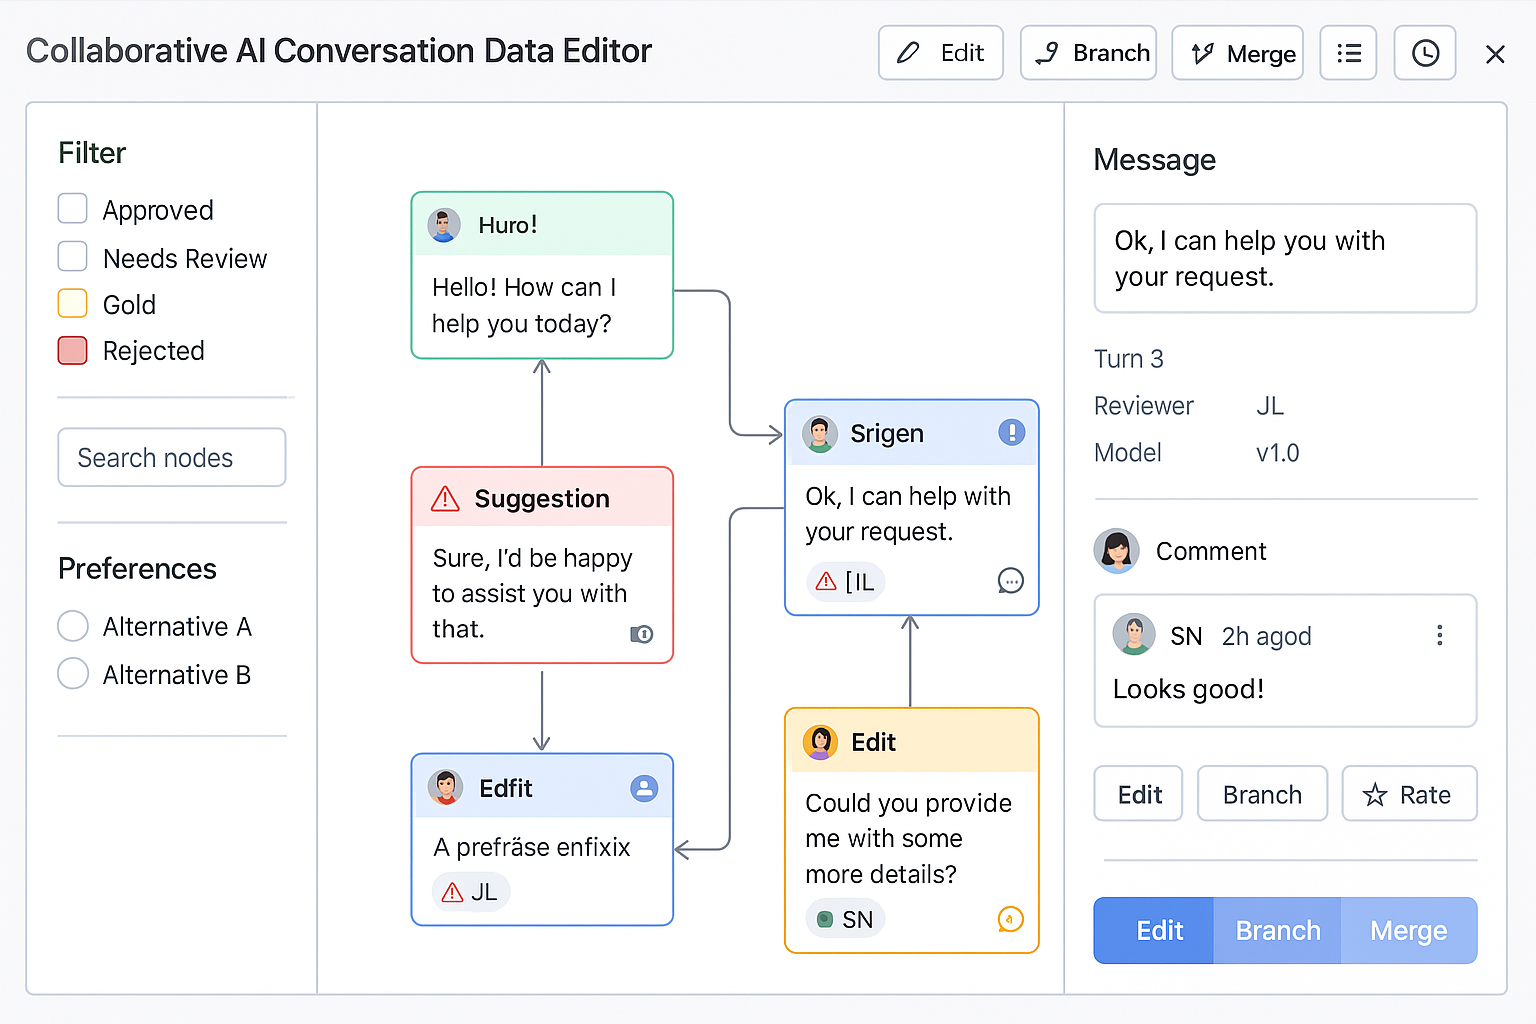 Collaborative AI Conversation Data Editor
Edit
Branch
Merge
Filter
Approved
Needs Review
Gold
Rejected
Search nodes
Preferences
Alternative A
Alternative B
Huro!
Hello! How can I
help you today?
Suggestion
Sure, I'd be happy
to assist you with
that.
Edfit
A prefräse enfixix
JL
Srigen
Ok, I can help with
your request.
[IL
Edit
Could you provide
me with some
more details?
SN
Message
Ok, I can help you with
your request.
Turn 3
Reviewer JL
Model v1.0
Comment
SN 2h agod
Looks good!
Edit
Branch
Rate
Edit
Branch
Merge